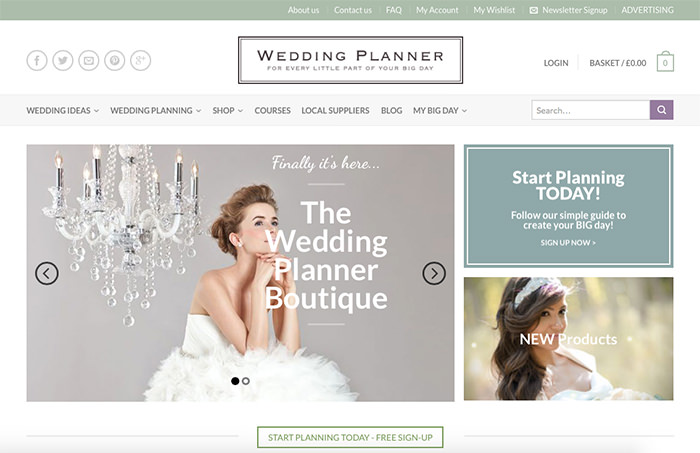 About us
Contact us
FAQ
My Account
My Wishlist
Newsletter Signup
ADVERTISING
WEDDING PLANNER
FOR EVERY LITTLE PART OF YOUR BIG DAY
LOGIN
BASKET / £0.00
0
WEDDING IDEAS
WEDDING PLANNING
SHOP
COURSES
LOCAL SUPPLIERS
BLOG
MY BIG DAY
Search...
Finally it's here...
The
Wedding
Planner
Boutique
Start Planning
TODAY!
Follow our simple guide to
create your BIG day!
SIGN UP NOW >
NEW Products
START PLANNING TODAY - FREE SIGN-UP